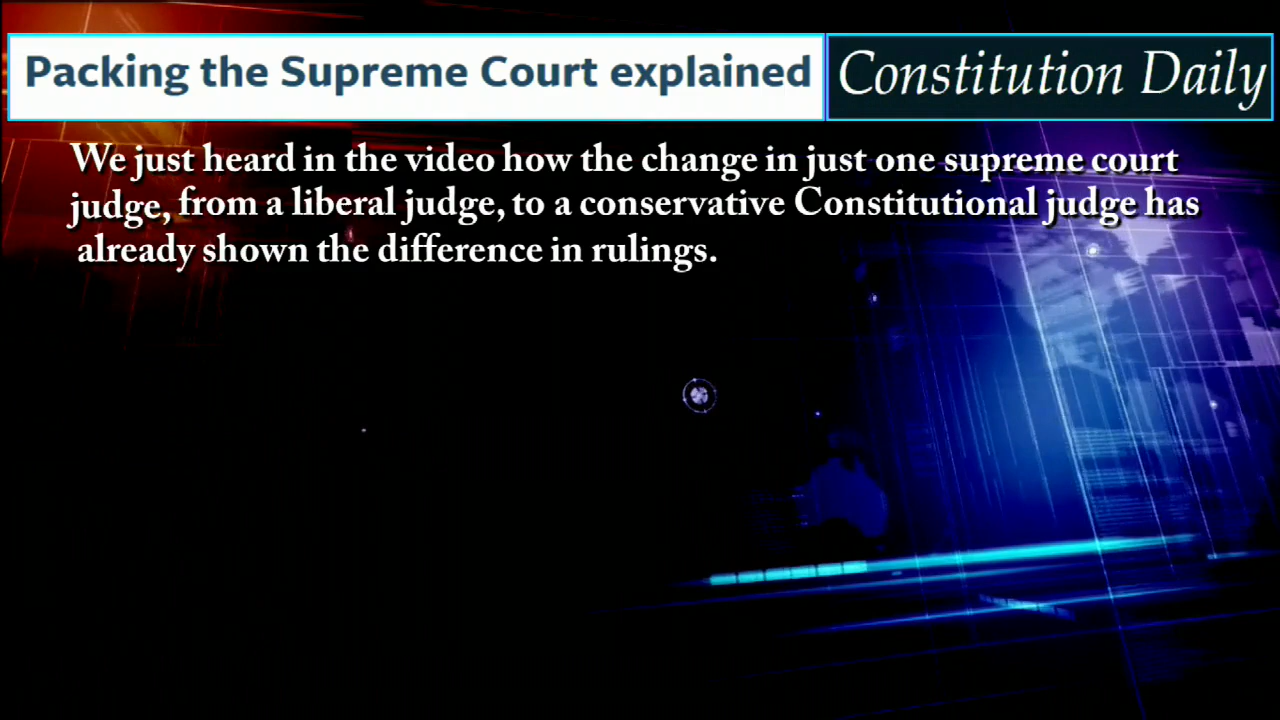 Packing the Supreme Court explained
Constitution Daily
We just heard in the video how the change in just one supreme court
judge, from a liberal judge, to a conservative Constitutional judge has
already shown the difference in rulings.